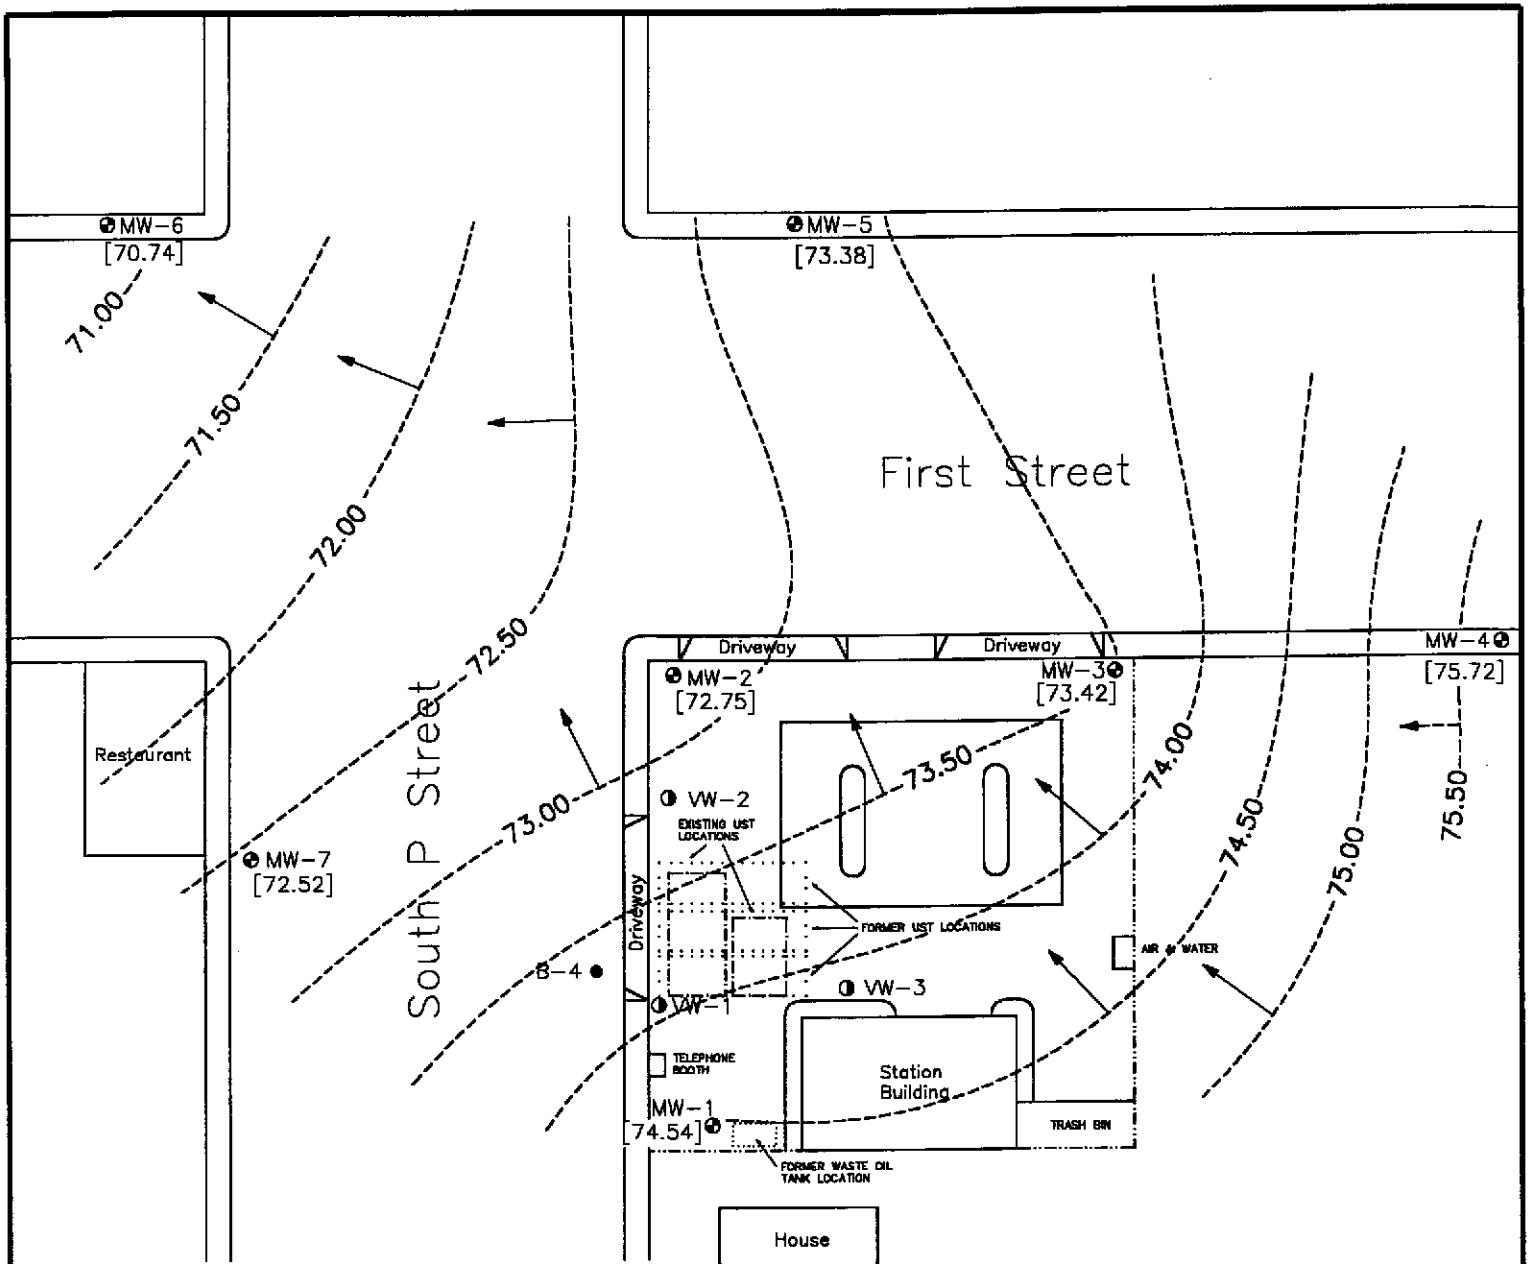 MW-6
[70.74]
MW-5
[73.38]
71.00
71.50
72.00
First Street
72.50
Driveway
Driveway
MW-4
[75.72]
MW-2
[72.75]
MW-3
[73.42]
South P Street
Restaurant
73.00
73.50
74.00
74.50
75.00
75.50
VW-2
EXISTING UST
LOCATIONS
MW-7
[72.52]
Driveway
FORMER UST LOCATIONS
AIR & WATER
B-4
VW-1
VW-3
TELEPHONE
BOOTH
Station
Building
MW-1
[74.54]
TRASH BIN
FORMER WASTE OIL
TANK LOCATION
House